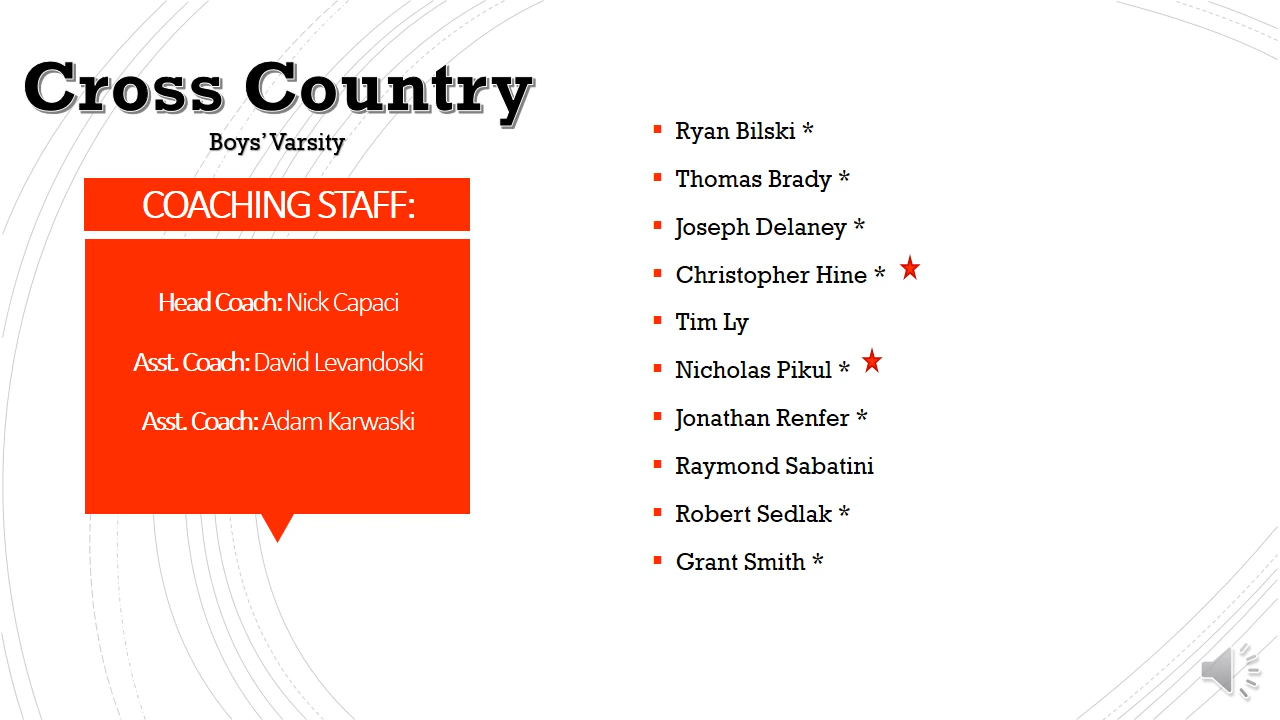 Cross Country
Boys' Varsity
COACHING STAFF:
Head Coach: Nick Capaci
Asst. Coach: David Levandoski
Asst. Coach: Adam Karwaski
Ryan Bilski *
Thomas Brady *
Joseph Delaney *
Christopher Hine *
Tim Ly
Nicholas Pikul *
Jonathan Renfer *
Raymond Sabatini
Robert Sedlak *
Grant Smith *